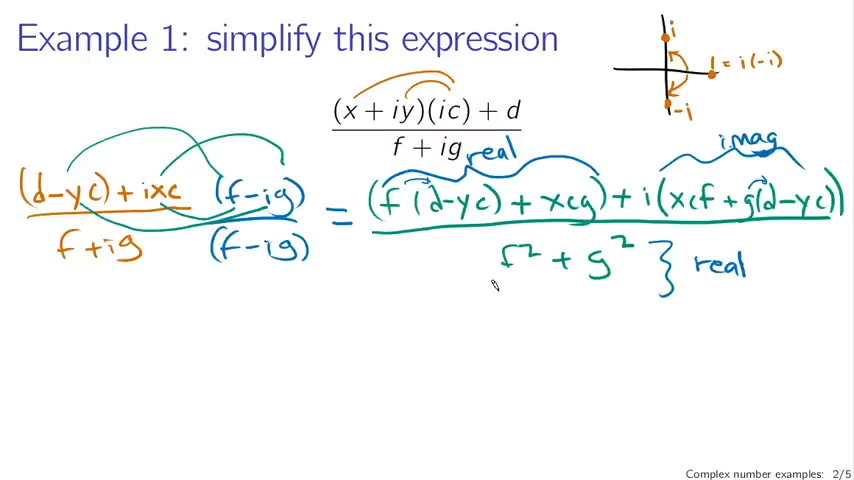 Example 1: simplify this expression
i
1 = i(-i)
-i
(x + iy)(ic) + d
f + ig
real
imag
(d-yc) + ixc (f-ig) = (f(d-yc) + xcg) + i(xcf + g(d-yc))
f+ig (f-ig) f² + g² } real
Complex number examples: 2/5